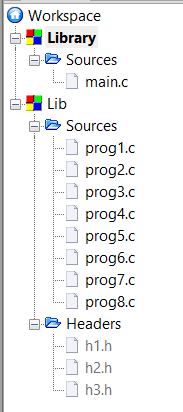 Workspace
Library
Sources
main.c
Lib
Sources
prog1.c
prog2.c
prog3.c
prog4.c
prog5.c
prog6.c
prog7.c
prog8.c
Headers
h1.h
h2.h
h3.h